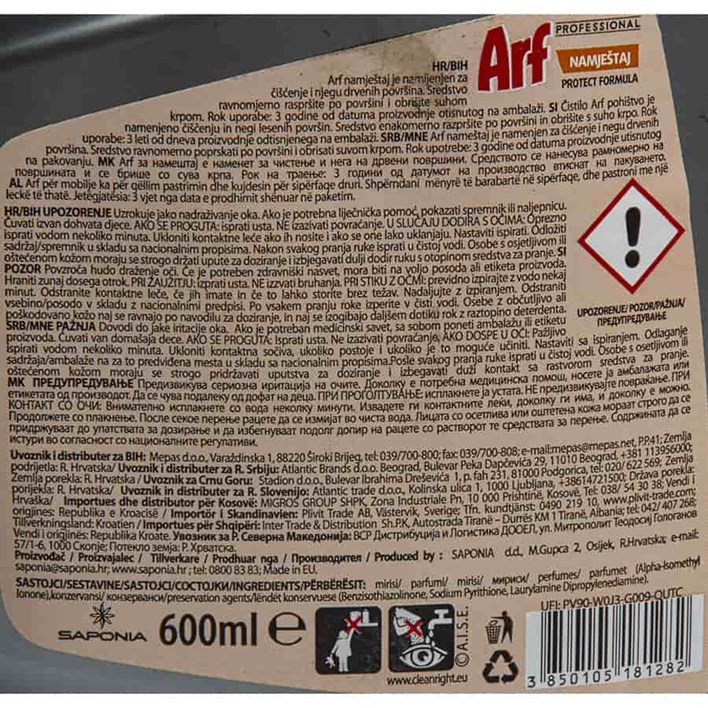 Arf PROFESSIONAL
NAMJEŠTAJ
PROTECT FORMULA
HR/BIH
Arf namještaj je namijenjen za
čišćenje i njegu drvenih površina. Sredstvo
ravnomjerno raspršite po površini i obrišite suhom
krpom. Rok uporabe: 3 godine od datuma proizvodnje otisnutog na ambalaži. SI Čistilo Arf pohištvo je
namenjeno čiščenju in negi lesenih površin. Sredstvo enakomerno razpršite po površini in obrišite s suho krpo. Rok
uporabe: 3 leti od dneva proizvodnje odtisnjenega na embalaži. SRB/MNE Arf nameštaj je namenjen za čišćenje i negu drvenih
površina. Sredstvo ravnomerno poprskati po površini i obrisati suvom krpom. Rok upotrebe: 3 godine od datuma proizvodnje utisnutog
na pakovanju. МК Арф за намештај е наменет за чистење и нега на дрвени површини. Средството се нанесува рамномерно на
површината и се брише со сува крпа. Рок на траење: 3 години од датумот на производство втиснат на пакувањето.
AL Arf për mobilje ka për qëllim pastrimin dhe kujdesin për sipërfaqe druri. Shpërndani mënyrë të barabartë në sipërfaqe, dhe pastroni me një
leckë të thatë. Jetëgjatësia: 3 vjet nga data e prodhimit shënuar në paketim.
HR/BIH UPOZORENJE Uzrokuje jako nadraživanje oka. Ako je potrebna liječnička pomoć, pokazati spremnik ili naljepnicu.
Čuvati izvan dohvata djece. AKO SE PROGUTA: isprati usta. NE izazivati povraćanje. U SLUČAJU DODIRA S OČIMA: Oprezno
ispirati vodom nekoliko minuta. Ukloniti kontaktne leće ako ih nosite i ako se one lako uklanjaju. Nastaviti ispirati. Odložiti
sadržaj/spremnik u skladu sa nacionalnim propisima. Nakon svakog pranja ruke isprati u čistoj vodi. Osobe s osjetljivom ili
oštećenom kožom moraju se strogo držati upute za doziranje i izbjegavati dulji dodir ruku s otopinom sredstva za pranje. SI
POZOR Povzroča hudo draženje oči. Če je potreben zdravniški nasvet, mora biti na voljo posoda ali etiketa proizvoda.
Hraniti zunaj dosega otrok. PRI ZAUŽITJU: izprati usta. NE izzvati bruhanja. PRI STIKU Z OČMI: previdno izpirajte z vodo nekaj
minut. Odstranite kontaktne leče, če jih imate in če to lahko storite brez težav. Nadaljujte z izpiranjem. Odstraniti
vsebino/posodo v skladu z nacionalnimi predpisi. Po vsakem pranju roke izperite v čisti vodi. Osebe z občutljivo ali
poškodovano kožo naj se ravnajo po navodilu za doziranje, in naj se izogibajo daljšem dotiku rok z raztopino deterdenta.
SRB/MNE PAŽNJA Dovodi do jake iritacije oka. Ako je potreban medicinski savet, sa sobom poneti ambalažu ili etiketu
proizvoda. Čuvati van domašaja dece. AKO SE PROGUTA: Isprati usta. Ne izazivati povraćanje. AKO DOSPE U OČI: Pažljivo
ispirati vodom nekoliko minuta. Ukloniti kontaktna sočiva, ukoliko postoje i ukoliko je to moguće učiniti. Nastaviti sa ispiranjem. Odlaganje
sadržaja/ambalaže na za to predviđena mesta u skladu sa nacionalnim propisima.Posle svakog pranja ruke isprati u čistoj vodi. Osobe s osetljivom ili
oštećenom kožom moraju se strogo pridržavati uputstva za doziranje i izbegavati duži kontakt sa rastvorom sredstva za pranje.
МК ПРЕДУПРЕДУВАЊЕ Предизвикува сериозна иритација на очите. Доколку е потребна медицинска помош, носете ја амбалажата или
етикетата од производот. Да се чува подалеку од дофат на деца. ПРИ ПРОГОЛТУВАЊЕ: исплакнете ја устата. НЕ предизвикувајте повраќање. ПРИ
КОНТАКТ СО ОЧИ: Внимателно исплакнете со вода неколку минути. Извадете ги контактните леќи, доколку ги има, и доколку е можно.
Продолжете со плакнење. После секое перење рацете да се измијат во чиста вода. Лицата со осетлива или оштетена кожа мораат строго да се
придржуваат до упатствата за дозирање и да избегнуваат подолг допир на рацете со растворот те средства за перење. Содржината да се
истури во согласност со националните регулативи.
UPOZORENJE/ POZOR/PAŽNJA/
ПРЕДУПРЕДУВАЊЕ
Uvoznik i distributer za BIH: Mepas d.o.o., Varaždinska 1, 88220 Široki Brijeg, tel:039/700-800; fax:039/700-808; e-mail:mepas@mepas.net, P.P.41; Zemlja
podrijetla: R. Hrvatska/ Uvoznik i distributer za R. Srbiju: Atlantic Brands d.o.o. Beograd, Bulevar Peka Dapčevića 29, 11010 Beograd, +381 113956000;
Zemlja porekla: R. Hrvatska/ Uvoznik za Crnu Goru: Stadion d.o.o., Bulevar Ibrahima Dreševića 1, p. fah 231, 81 000 Podgorica, tel: 020/ 622 569; Zemlja
porijekla: R. Hrvatska/ Uvoznik i distributer za R. Slovenijo: Atlantic trade d.o.o., Kolinska ulica 1, 1000 Ljubljana, +38614721500; Država porekla:
Hrvaška/ Importues dhe distributor për Kosovë: MIGROS GROUP SHPK, Zona Industriale Pn, 10 000 Prishtinë, Kosovë, Tel: 038/ 54 30 38; Vendi i
origjines: Republika e Kroacisë / Importör i Skandinavien: Plivit Trade AB, Västervik, Sverige; Tfn. kundtjänst: 0490 219 10, www.plivit-trade.com;
Tillverkningsland: Kroatien / Importues për Shqipëri: Inter Trade & Distribution Sh.P.K, Autostrada Tiranë – Durrës KM 1 Tiranë, Albania; tel: 042/ 407 268;
Vendi i origjinës: Republika Kroate. Увозник за Р. Северна Македонија: ВСР Дистрибуција и Логистика ДООЕЛ, ул. Митрополит Теодосиј Гологанов
57/1-6, 1000 Скопје; Потекло земја: Р. Хрватска.
Proizvođač / Proizvajalec / Tillverkare / Prodhuar nga / Производител / Produced by : SAPONIA d.d., M.Gupca 2, Osijek, R.Hrvatska; e-mail:
saponia@saponia.hr; www.saponia.hr ; tel: 0800 83 83; Made in EU.
SASTOJCI/SESTAVINE/SASTOJCI/СОСТОЈКИ/INGREDIENTS/PËRBËRËSIT: mirisi/ parfumi/ mirisi/ мириси/ perfumes/ parfumet (Alpha-Isomethyl
Ionone),konzervansi/ конзерванси/preservation agents/lëndët konservuese (Benzisothiazolinone, Sodium Pyrithione, Laurylamine Dipropylenediamine).
UFI: PV90-W0J3-G009-QUTC
SAPONIA
600ml e
www.cleanright.eu
© A.I.S.E.
3 850105 181282